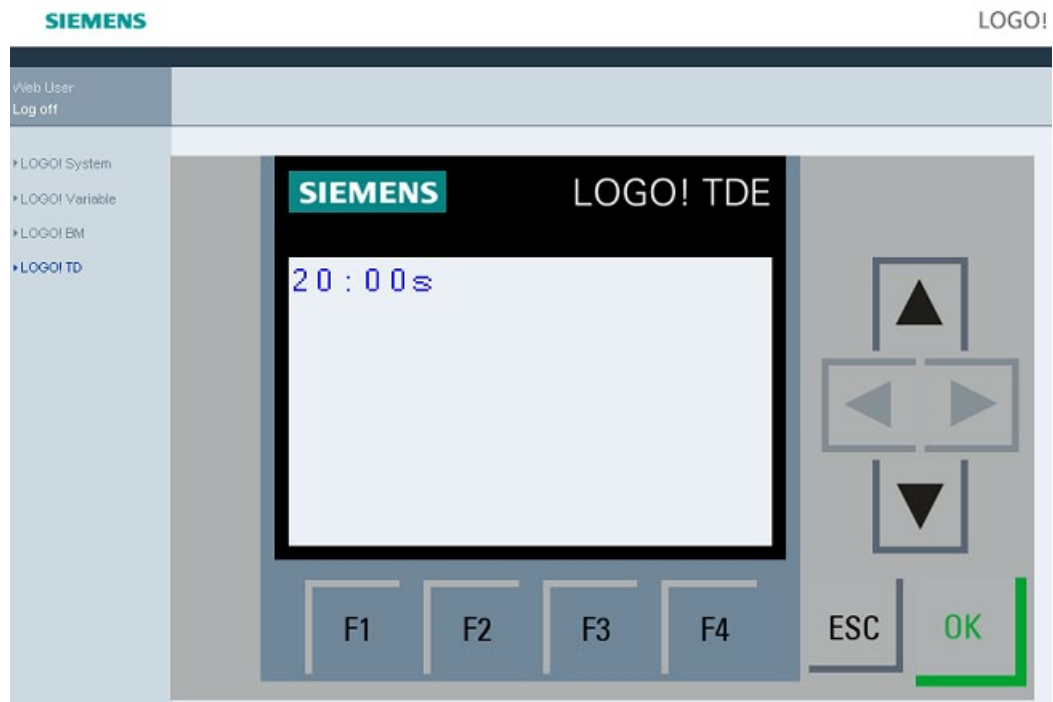 SIEMENS
LOGO!
Web User
Log off
LOGO! System
LOGO! Variable
LOGO! BM
LOGO! TD
SIEMENS
LOGO! TDE
20:00s
F1
F2
F3
F4
ESC
OK